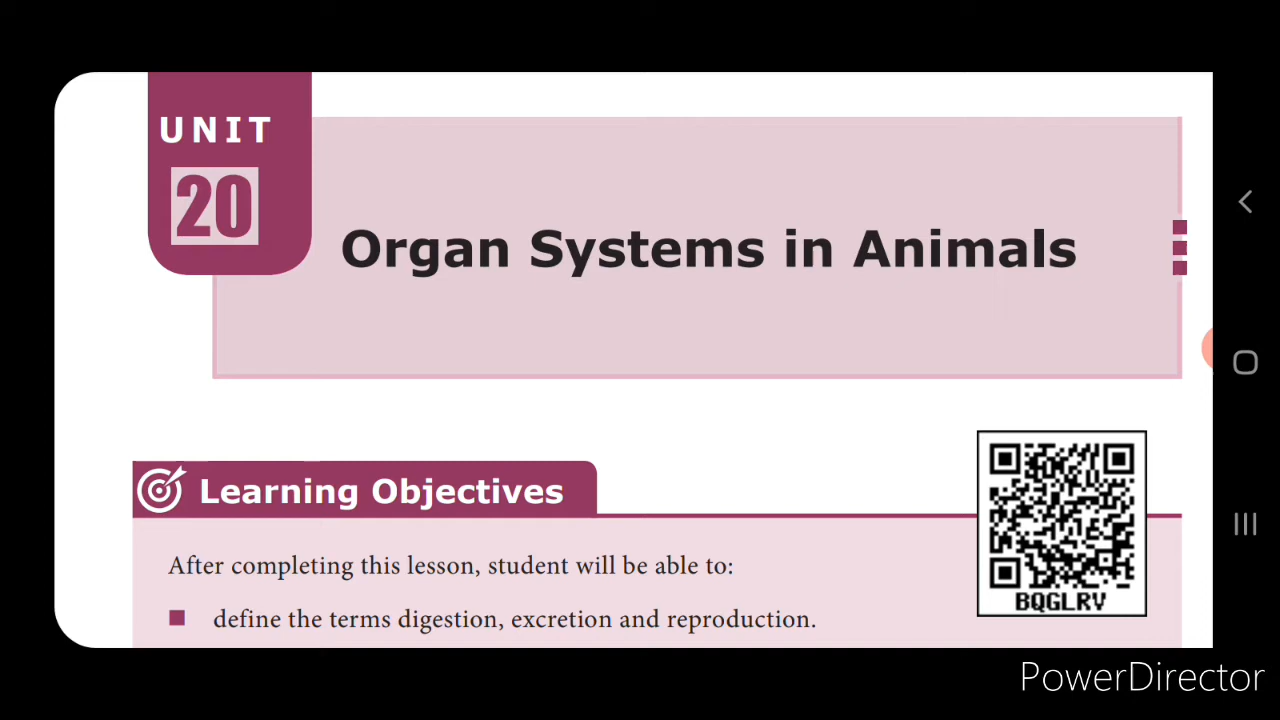 UNIT
20
Organ Systems in Animals
Learning Objectives
BQGLRV
After completing this lesson, student will be able to:
define the terms digestion, excretion and reproduction.
PowerDirector